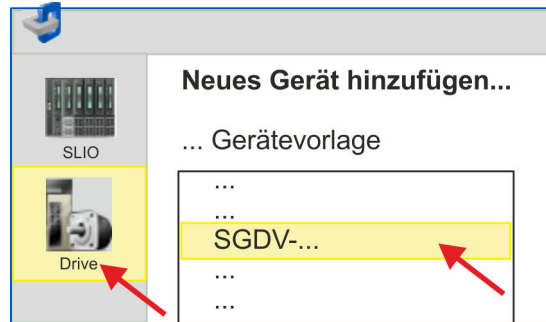 Neues Gerät hinzufügen...
SLIO
... Gerätevorlage
...
...
SGDV-...
Drive
...
...